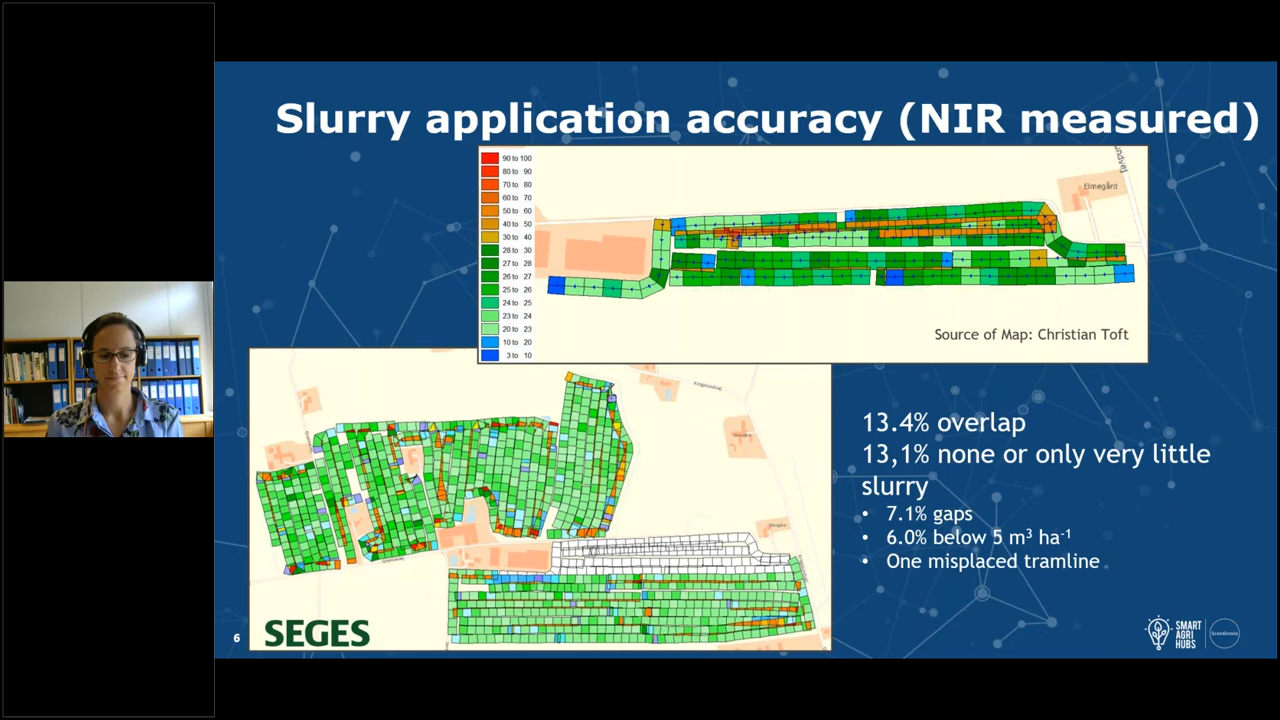 Slurry application accuracy (NIR measured)
90 to 100
80 to 90
70 to 80
60 to 70
50 to 60
40 to 50
30 to 40
28 to 30
27 to 28
26 to 27
25 to 26
24 to 25
23 to 24
20 to 23
10 to 20
3 to 10
Elmegård
Source of Map: Christian Toft
13.4% overlap
13,1% none or only very little
slurry
• 7.1% gaps
• 6.0% below 5 m³ ha⁻¹
• One misplaced tramline
6
SEGES
SMART
AGRI
HUBS
Scandinavia